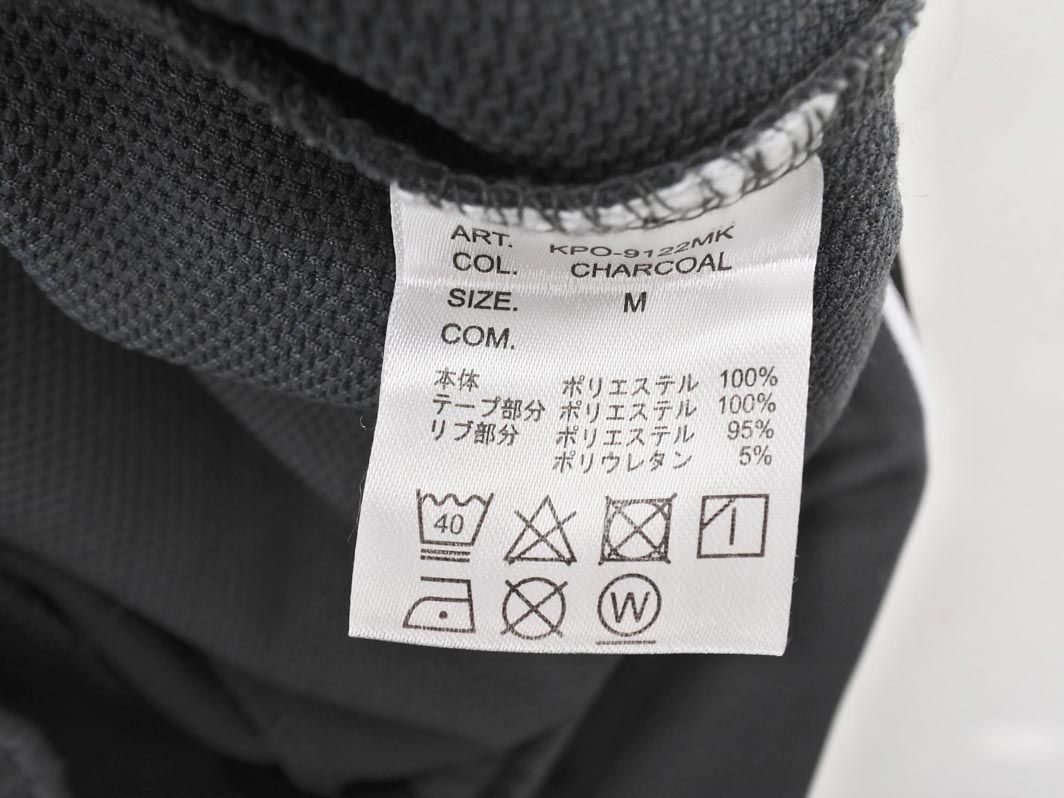 ART. KPO-9122MK
COL. CHARCOAL
SIZE. M
COM.
本体 ポリエステル 100%
テープ部分 ポリエステル 100%
リブ部分 ポリエステル 95%
ポリウレタン 5%
40
W